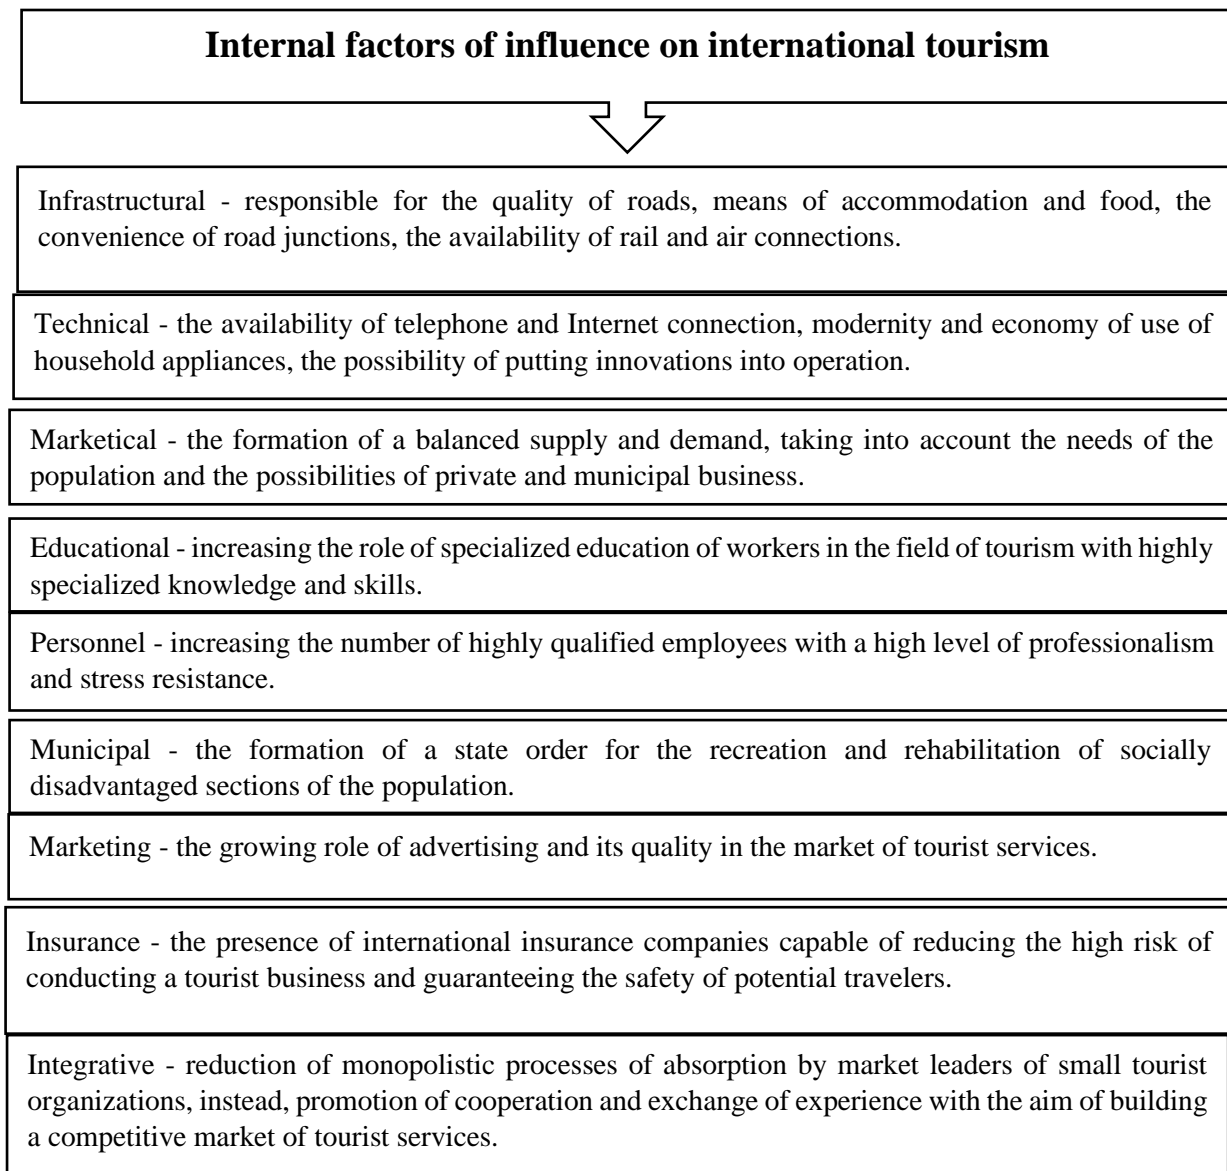 Internal factors of influence on international tourism
Infrastructural - responsible for the quality of roads, means of accommodation and food, the
convenience of road junctions, the availability of rail and air connections.
Technical - the availability of telephone and Internet connection, modernity and economy of use of
household appliances, the possibility of putting innovations into operation.
Marketical - the formation of a balanced supply and demand, taking into account the needs of the
population and the possibilities of private and municipal business.
Educational - increasing the role of specialized education of workers in the field of tourism with highly
specialized knowledge and skills.
Personnel - increasing the number of highly qualified employees with a high level of professionalism
and stress resistance.
Municipal - the formation of a state order for the recreation and rehabilitation of socially
disadvantaged sections of the population.
Marketing - the growing role of advertising and its quality in the market of tourist services.
Insurance - the presence of international insurance companies capable of reducing the high risk of
conducting a tourist business and guaranteeing the safety of potential travelers.
Integrative - reduction of monopolistic processes of absorption by market leaders of small tourist
organizations, instead, promotion of cooperation and exchange of experience with the aim of building
a competitive market of tourist services.